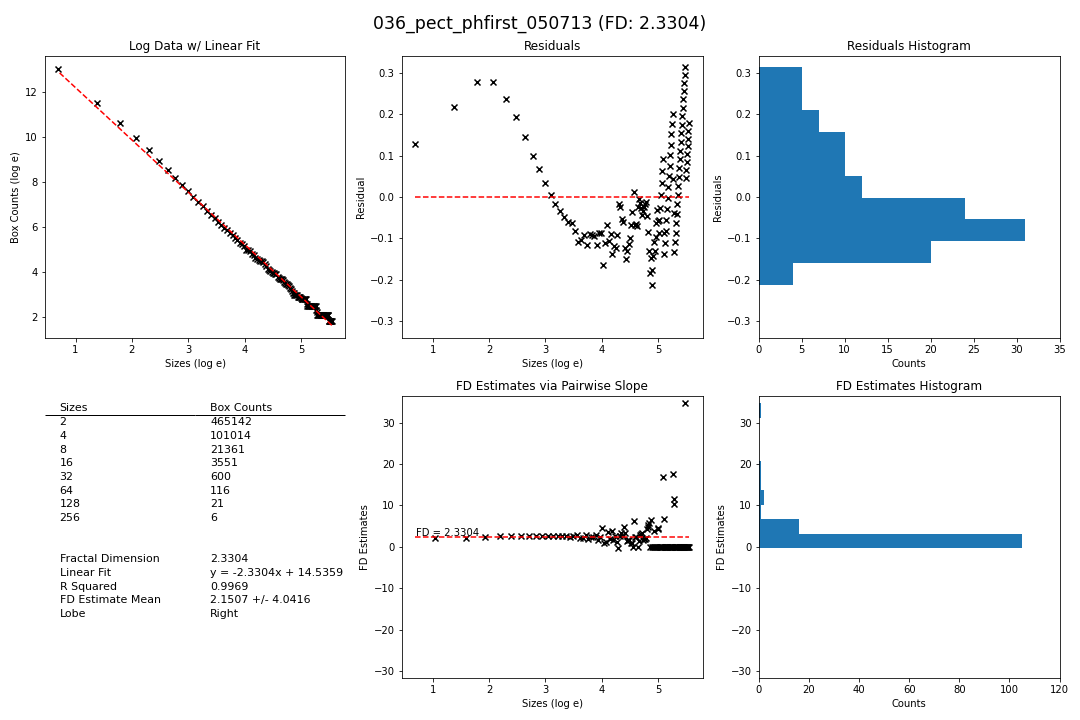 036_pect_phfirst_050713 (FD: 2.3304)
Log Data w/ Linear Fit
Box Counts (log e)
12
10
8
6
4
2
1 2 3 4 5
Sizes (log e)
Residuals
Residual
0.3
0.2
0.1
0.0
−0.1
−0.2
−0.3
1 2 3 4 5
Sizes (log e)
Residuals Histogram
Residuals
0.3
0.2
0.1
0.0
−0.1
−0.2
−0.3
0 5 10 15 20 25 30 35
Counts
Sizes Box Counts
2 465142
4 101014
8 21361
16 3551
32 600
64 116
128 21
256 6
Fractal Dimension 2.3304
Linear Fit y = -2.3304x + 14.5359
R Squared 0.9969
FD Estimate Mean 2.1507 +/- 4.0416
Lobe Right
FD Estimates via Pairwise Slope
FD Estimates
30
20
10
0
−10
−20
−30
FD = 2.3304
1 2 3 4 5
Sizes (log e)
FD Estimates Histogram
FD Estimates
30
20
10
0
−10
−20
−30
0 20 40 60 80 100 120
Counts